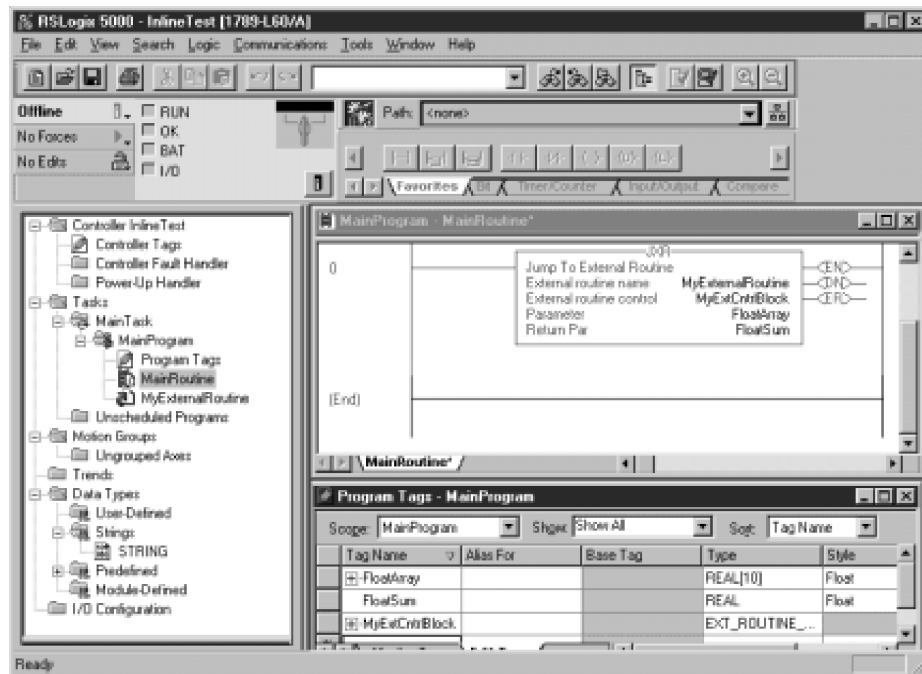 RSLogix 5000 - InlineTest [1789-L60/A]
File Edit View Search Logic Communications Tools Window Help
Offline
RUN
No Forces
OK
No Edits
BAT
I/O
Path: <none>
Favorites Bit Timer/Counter Input/Output Compare
Controller InlineTest
Controller Tags
Controller Fault Handler
Power-Up Handler
Tasks
MainTask
MainProgram
Program Tags
MainRoutine
MyExternalRoutine
Unscheduled Programs
Motion Groups
Ungrouped Axes
Trends
Data Types
User-Defined
Strings
STRING
Predefined
Module-Defined
I/O Configuration
MainProgram - MainRoutine*
0
JXR
Jump To External Routine
External routine name MyExternalRoutine
External routine control MyExtCntrlBlock
Parameter FloatArray
Return Par FloatSum
EN
DN
ER
(End)
MainRoutine*
Program Tags - MainProgram
Scope: MainProgram Show: Show All Sort: Tag Name
Tag Name Alias For Base Tag Type Style
FloatArray REAL[10] Float
FloatSum REAL Float
MyExtCntrlBlock EXT_ROUTINE_...
Ready